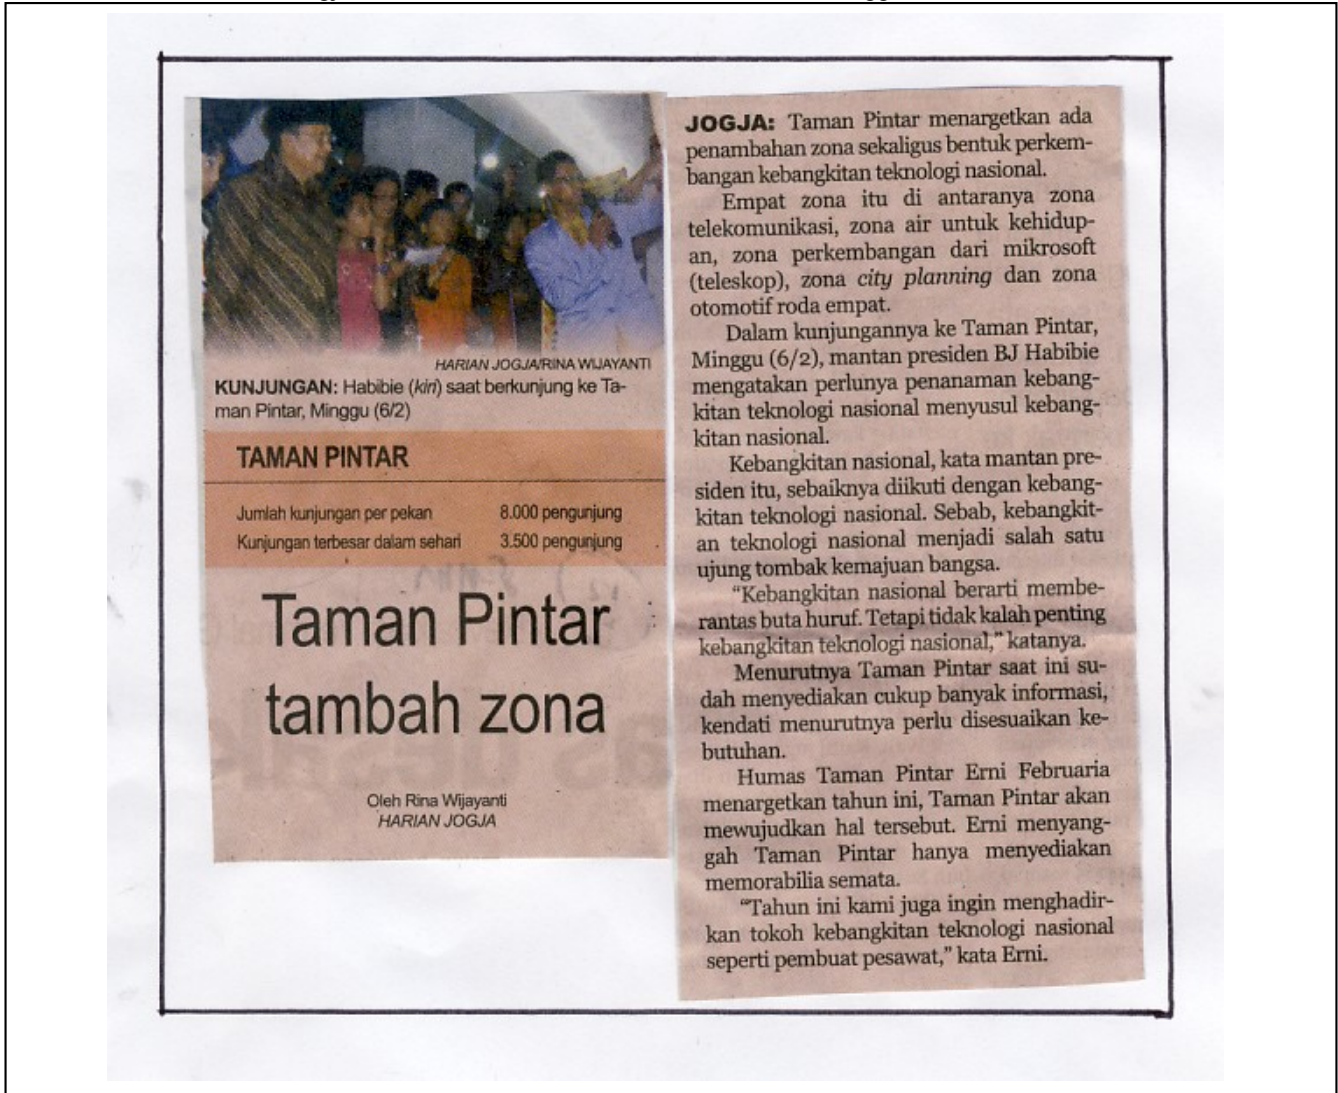 HARIAN JOGJA/RINA WIJAYANTI
KUNJUNGAN: Habibie (kiri) saat berkunjung ke Ta-
man Pintar, Minggu (6/2)
TAMAN PINTAR
Jumlah kunjungan per pekan 8.000 pengunjung
Kunjungan terbesar dalam sehari 3.500 pengunjung
Taman Pintar
tambah zona
Oleh Rina Wijayanti
HARIAN JOGJA
JOGJA: Taman Pintar menargetkan ada
penambahan zona sekaligus bentuk perkem-
bangan kebangkitan teknologi nasional.
Empat zona itu di antaranya zona
telekomunikasi, zona air untuk kehidup-
an, zona perkembangan dari mikrosoft
(teleskop), zona city planning dan zona
otomotif roda empat.
Dalam kunjungannya ke Taman Pintar,
Minggu (6/2), mantan presiden BJ Habibie
mengatakan perlunya penanaman kebang-
kitan teknologi nasional menyusul kebang-
kitan nasional.
Kebangkitan nasional, kata mantan pre-
siden itu, sebaiknya diikuti dengan kebang-
kitan teknologi nasional. Sebab, kebangkit-
an teknologi nasional menjadi salah satu
ujung tombak kemajuan bangsa.
“Kebangkitan nasional berarti membe-
rantas buta huruf. Tetapi tidak kalah penting
kebangkitan teknologi nasional,” katanya.
Menurutnya Taman Pintar saat ini su-
dah menyediakan cukup banyak informasi,
kendati menurutnya perlu disesuaikan ke-
butuhan.
Humas Taman Pintar Erni Februaria
menargetkan tahun ini, Taman Pintar akan
mewujudkan hal tersebut. Erni menyang-
gah Taman Pintar hanya menyediakan
memorabilia semata.
“Tahun ini kami juga ingin menghadir-
kan tokoh kebangkitan teknologi nasional
seperti pembuat pesawat,” kata Erni.